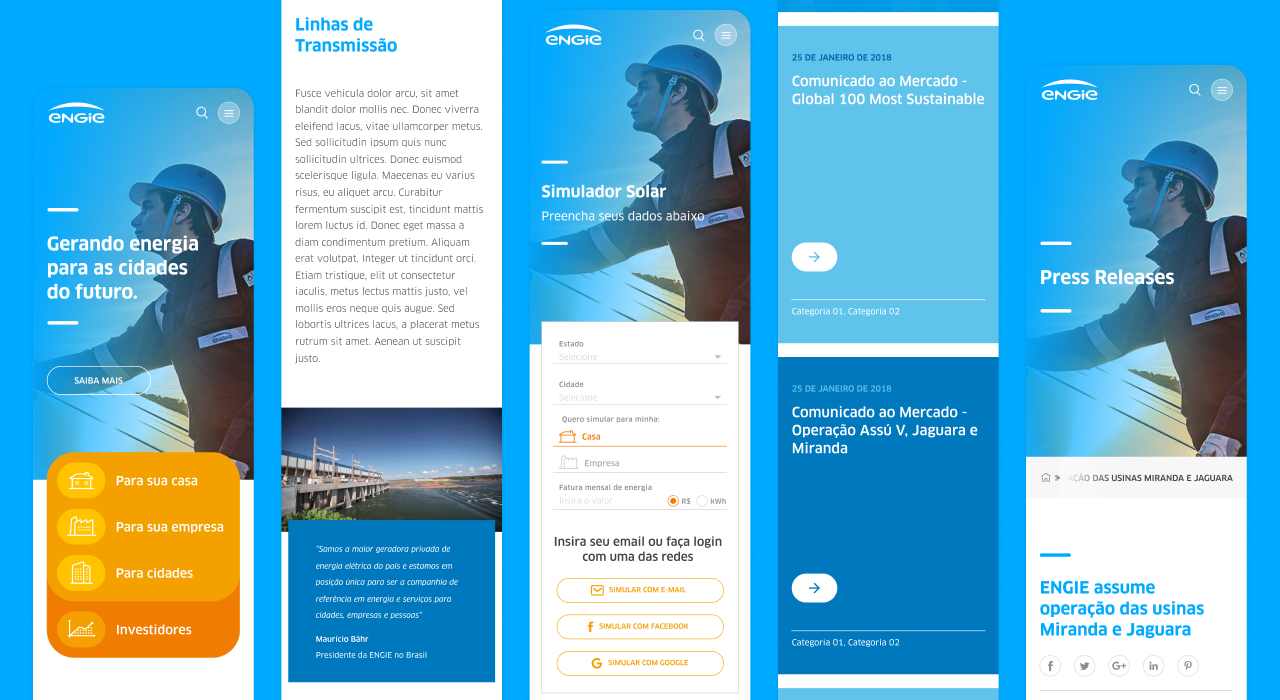 ENGIE
Gerando energia
para as cidades
do futuro.
SAIBA MAIS
Para sua casa
Para sua empresa
Para cidades
Investidores
Linhas de
Transmissão
Fusce vehicula dolor arcu, sit amet
blandit dolor mollis nec. Donec viverra
eleifend lacus, vitae ullamcorper metus.
Sed sollicitudin ipsum quis nunc
sollicitudin ultrices. Donec euismod
scelerisque ligula. Maecenas eu varius
risus, eu aliquet arcu. Curabitur
fermentum suscipit est, tincidunt mattis
lorem luctus id. Donec eget massa a
diam condimentum pretium. Aliquam
erat volutpat. Integer ut tincidunt orci.
Etiam tristique, elit ut consectetur
iaculis, metus lectus mattis justo, vel
mollis eros neque quis augue. Sed
lobortis ultrices lacus, a placerat metus
rutrum sit amet. Aenean ut suscipit
justo.
"Somos a maior geradora privada de
energia elétrica do país e estamos em
posição única para ser a companhia de
referência em energia e serviços para
cidades, empresas e pessoas"
Maurício Bähr
Presidente da ENGIE no Brasil
ENGIE
Simulador Solar
Preencha seus dados abaixo
Estado
Selecione
Cidade
Selecione
Quero simular para minha:
Casa
Empresa
Fatura mensal de energia
Insira o valor
R$ kWh
Insira seu email ou faça login
com uma das redes
SIMULAR COM E-MAIL
SIMULAR COM FACEBOOK
SIMULAR COM GOOGLE
25 DE JANEIRO DE 2018
Comunicado ao Mercado -
Global 100 Most Sustainable
Categoria 01, Categoria 02
25 DE JANEIRO DE 2018
Comunicado ao Mercado -
Operação Assú V, Jaguara e
Miranda
Categoria 01, Categoria 02
ENGIE
Press Releases
AÇÃO DAS USINAS MIRANDA E JAGUARA
ENGIE assume
operação das usinas
Miranda e Jaguara